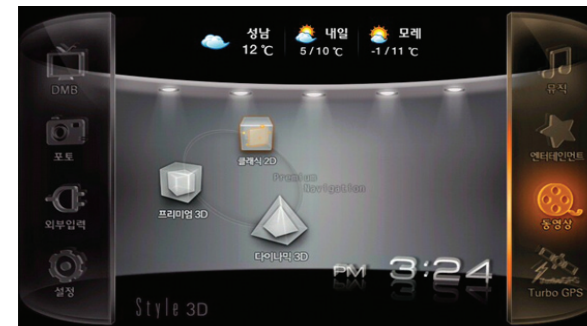 성남
12 ℃
내일
5 / 10 ℃
모레
-1 / 11 ℃
DMB
포토
외부입력
설정
클래식 2D
프리미엄 3D
Premium
Navigation
다이나믹 3D
PM 3:24
Style 3D
뮤직
엔터테인먼트
동영상
Turbo GPS